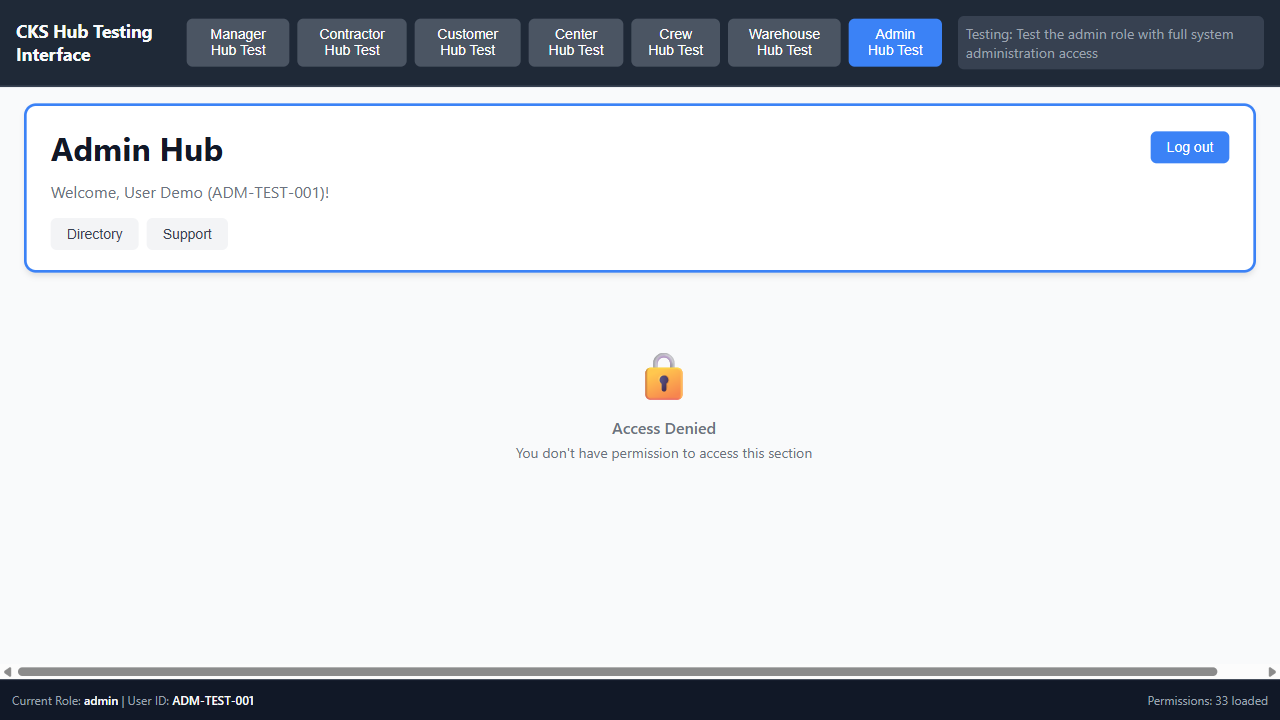 CKS Hub Testing
Interface
Manager
Hub Test
Contractor
Hub Test
Customer
Hub Test
Center
Hub Test
Crew
Hub Test
Warehouse
Hub Test
Admin
Hub Test
Testing: Test the admin role with full system
administration access
Admin Hub
Log out
Welcome, User Demo (ADM-TEST-001)!
Directory
Support
Access Denied
You don't have permission to access this section
Current Role: admin | User ID: ADM-TEST-001
Permissions: 33 loaded